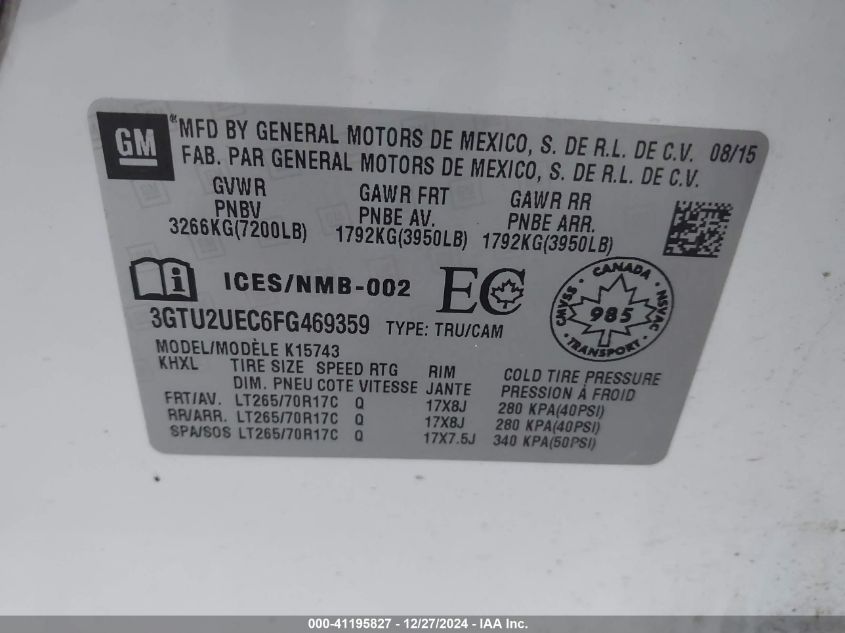 GM
®MFD BY GENERAL MOTORS DE MEXICO, S. DE R.L. DE C.V. 08/15
FAB. PAR GENERAL MOTORS DE MEXICO, S. DE R.L. DE C.V.
GVWR GAWR FRT GAWR RR
PNBV PNBE AV. PNBE ARR.
3266KG(7200LB) 1792KG(3950LB) 1792KG(3950LB)
i ICES/NMB-002 EC
CANADA
CMVSS 985 NSVAC
TRANSPORT
3GTU2UEC6FG469359 TYPE: TRU/CAM
MODEL/MODÈLE K15743
KHXL TIRE SIZE SPEED RTG RIM COLD TIRE PRESSURE
DIM. PNEU COTE VITESSE JANTE PRESSION À FROID
FRT/AV. LT265/70R17C Q 17X8J 280 KPA(40PSI)
RR/ARR. LT265/70R17C Q 17X8J 280 KPA(40PSI)
SPA/SOS LT265/70R17C Q 17X7.5J 340 KPA(50PSI)
000-41195827 - 12/27/2024 - IAA Inc.